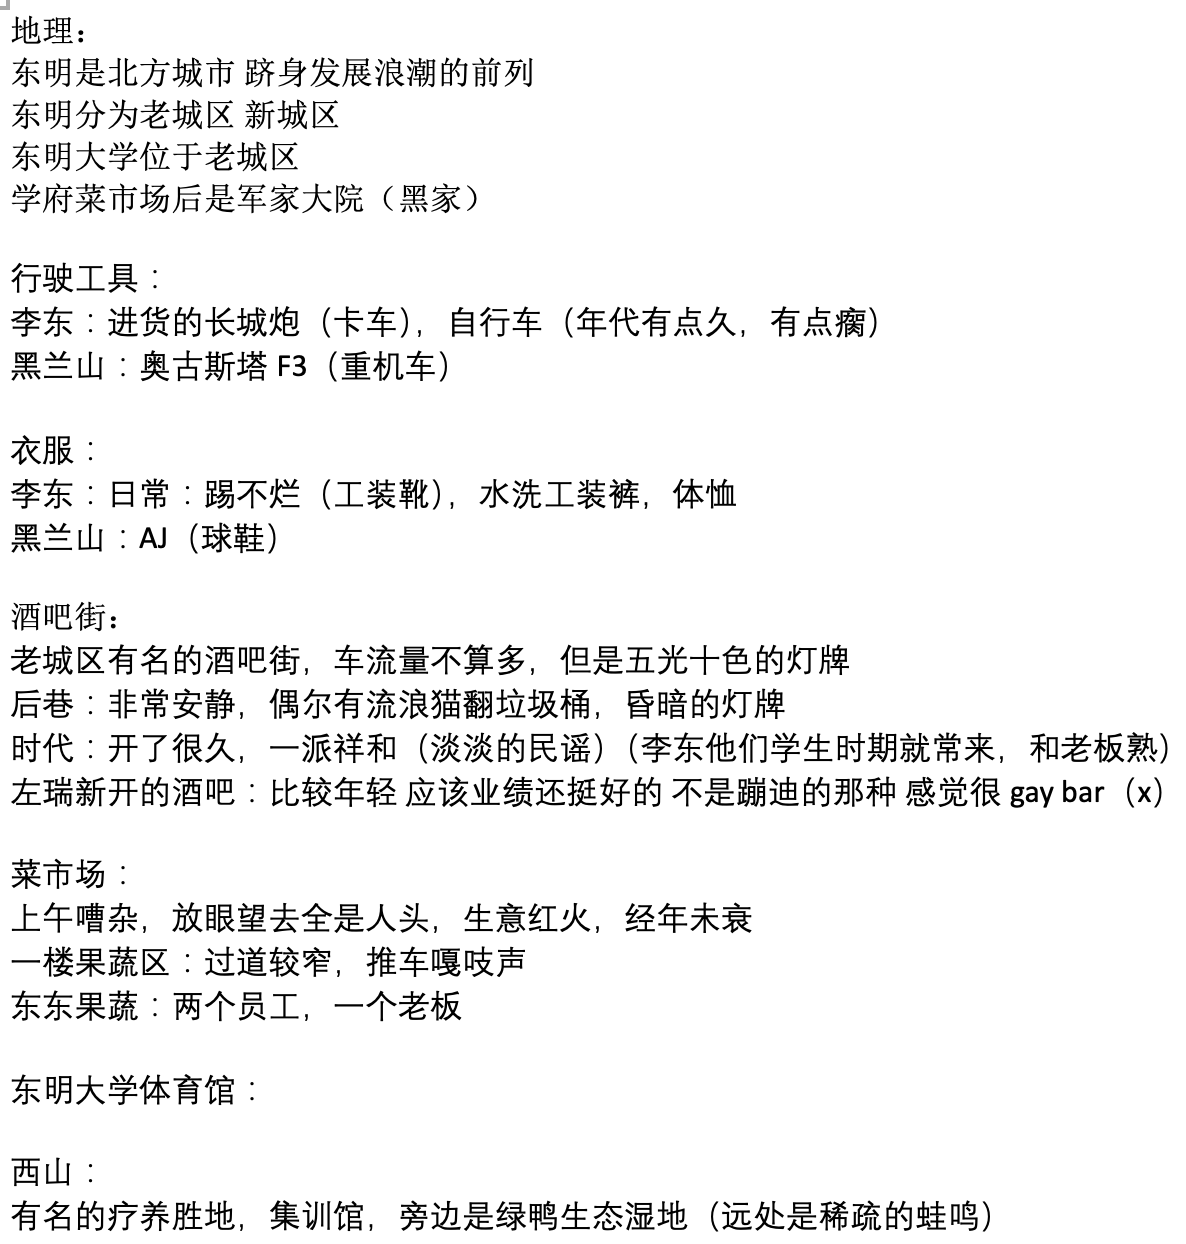 地理：
东明是北方城市 跻身发展浪潮的前列
东明分为老城区 新城区
东明大学位于老城区
学府菜市场后是军家大院（黑家）
行驶工具：
李东：进货的长城炮（卡车），自行车（年代有点久，有点瘸）
黑兰山：奥古斯塔 F3（重机车）
衣服：
李东：日常：踢不烂（工装靴），水洗工装裤，体恤
黑兰山：AJ（球鞋）
酒吧街：
老城区有名的酒吧街，车流量不算多，但是五光十色的灯牌
后巷：非常安静，偶尔有流浪猫翻垃圾桶，昏暗的灯牌
时代：开了很久，一派祥和（淡淡的民谣）（李东他们学生时期就常来，和老板熟）
左瑞新开的酒吧：比较年轻 应该业绩还挺好的 不是蹦迪的那种 感觉很 gay bar（x）
菜市场：
上午嘈杂，放眼望去全是人头，生意红火，经年未衰
一楼果蔬区：过道较窄，推车嘎吱声
东东果蔬：两个员工，一个老板
东明大学体育馆：
西山：
有名的疗养胜地，集训馆，旁边是绿鸭生态湿地（远处是稀疏的蛙鸣）